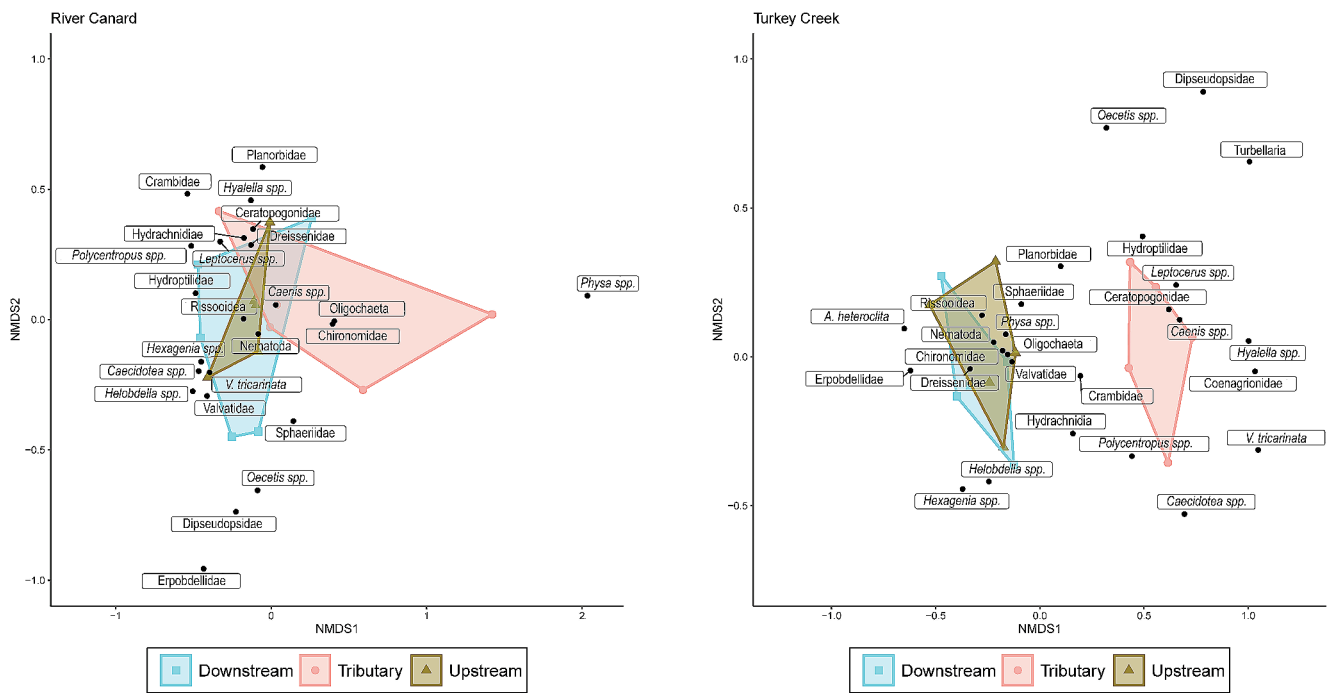 River Canard
1.0
0.5
0.0
−0.5
−1.0
NMDS2
Planorbidae
Crambidae
Hyalella spp.
Ceratopogonidae
Hydrachnidiae
Dreissenidae
Polycentropus spp.
Leptocerus spp.
Hydroptilidae
Physa spp.
Caenis spp.
Rissooidea
Oligochaeta
Chironomidae
Hexagenia spp.
Nematoda
Caecidotea spp.
V. tricarinata
Helobdella spp.
Valvatidae
Sphaeriidae
Oecetis spp.
Dipseudopsidae
Erpobdellidae
−1
0
1
2
NMDS1
Downstream
Tributary
Upstream
Turkey Creek
1.0
0.5
0.0
−0.5
NMDS2
Dipseudopsidae
Oecetis spp.
Turbellaria
Hydroptilidae
Planorbidae
Leptocerus spp.
Sphaeriidae
Ceratopogonidae
Rissooidea
A. heteroclita
Physa spp.
Caenis spp.
Nematoda
Oligochaeta
Hyalella spp.
Chironomidae
Erpobdellidae
Valvatidae
Coenagrionidae
Dreissenidae
Crambidae
Hydrachnidia
Polycentropus spp.
V. tricarinata
Helobdella spp.
Hexagenia spp.
Caecidotea spp.
−1.0
−0.5
0.0
0.5
1.0
NMDS1
Downstream
Tributary
Upstream